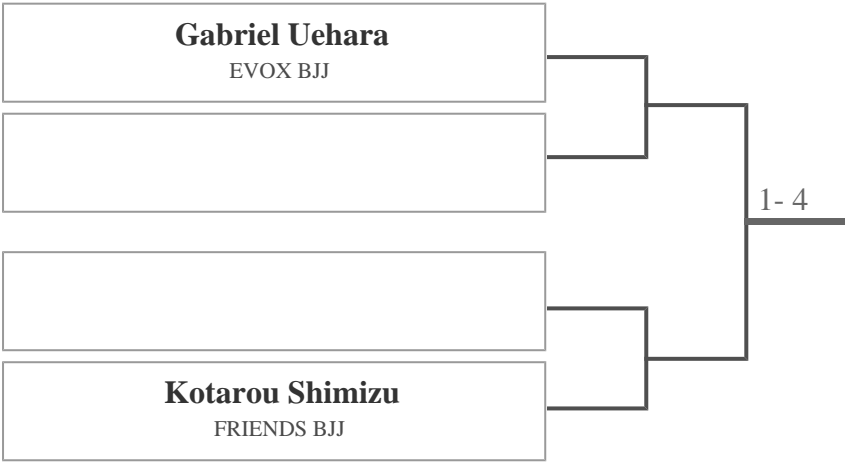 Gabriel Uehara
EVOX BJJ
1- 4
Kotarou Shimizu
FRIENDS BJJ